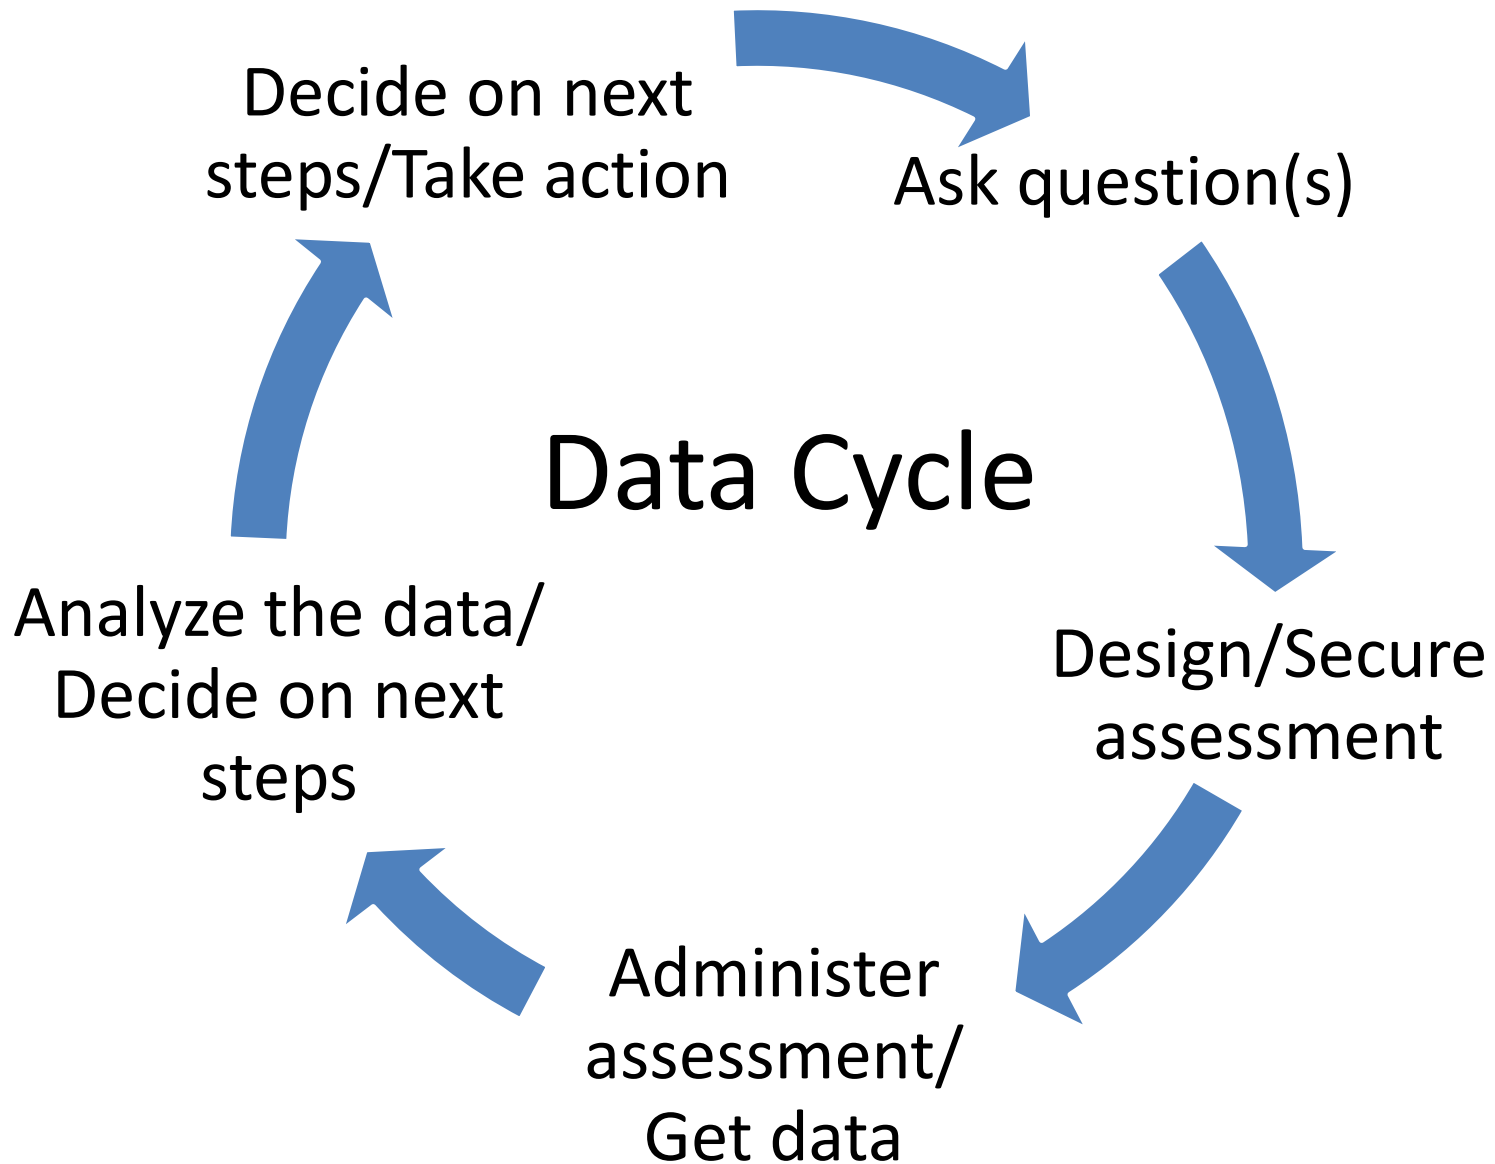 Decide on next
steps/Take action
Ask question(s)
Data Cycle
Design/Secure
assessment
Administer
assessment/
Get data
Analyze the data/
Decide on next
steps